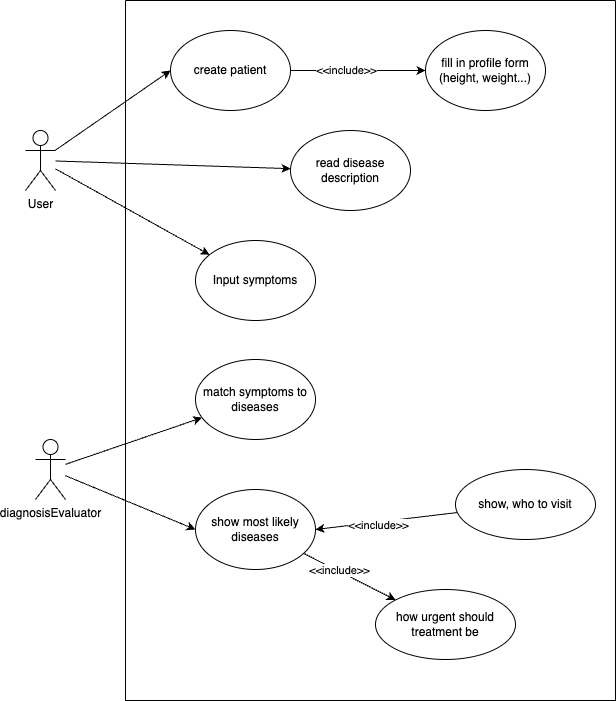 create patient
<<include>>
fill in profile form
(height, weight...)
read disease
description
User
Input symptoms
match symptoms to
diseases
diagnosisEvaluator
show most likely
diseases
<<include>>
show, who to visit
<<include>>
how urgent should
treatment be